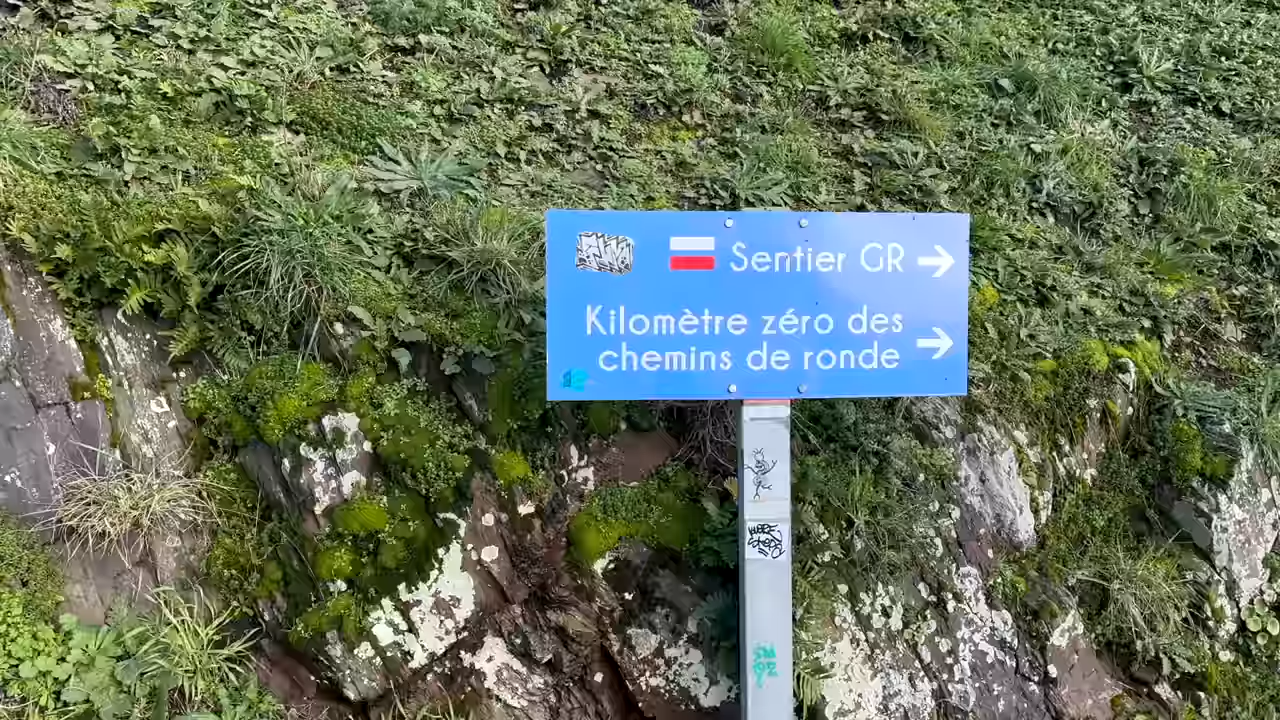 Sentier GR →
Kilomètre zéro des
chemins de ronde →